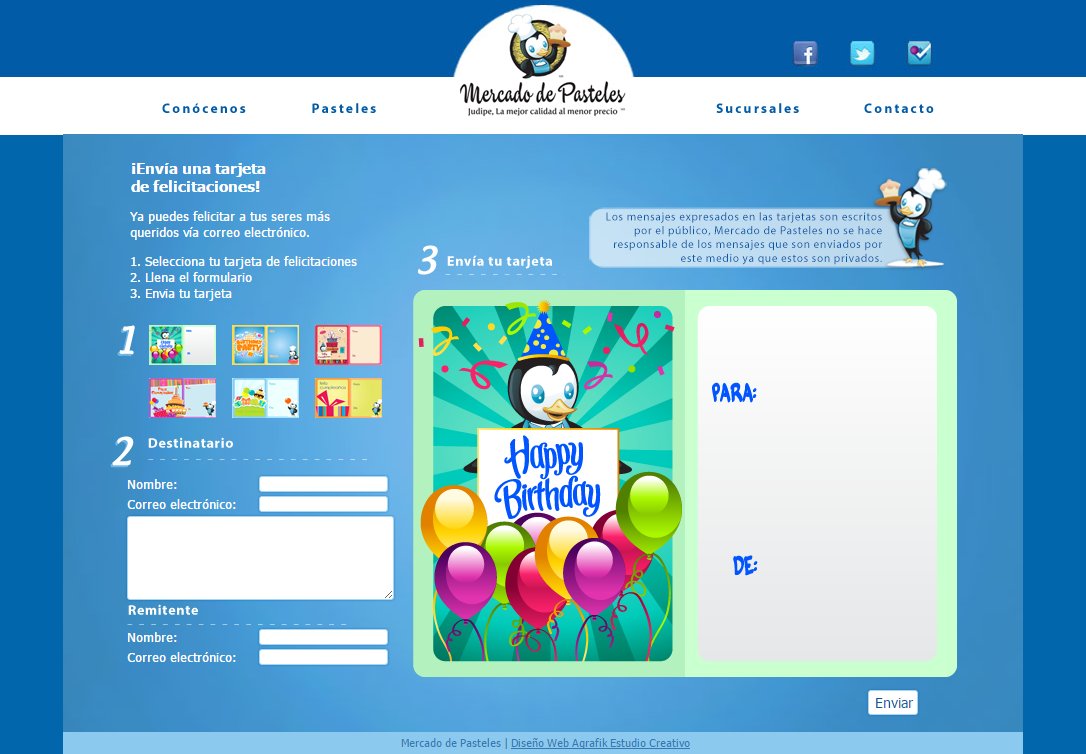 Mercado de Pasteles
Judipe, La mejor calidad al menor precio
Conócenos
Pasteles
Sucursales
Contacto
¡Envía una tarjeta
de felicitaciones!
Ya puedes felicitar a tus seres más
queridos vía correo electrónico.
1. Selecciona tu tarjeta de felicitaciones
2. Llena el formulario
3. Envia tu tarjeta
1
2 Destinatario
Nombre:
Correo electrónico:
Remitente
Nombre:
Correo electrónico:
3 Envía tu tarjeta
Los mensajes expresados en las tarjetas son escritos
por el público, Mercado de Pasteles no se hace
responsable de los mensajes que son enviados por
este medio ya que estos son privados.
Happy
Birthday
PARA:
DE:
Enviar
Mercado de Pasteles | Diseño Web Agrafik Estudio Creativo